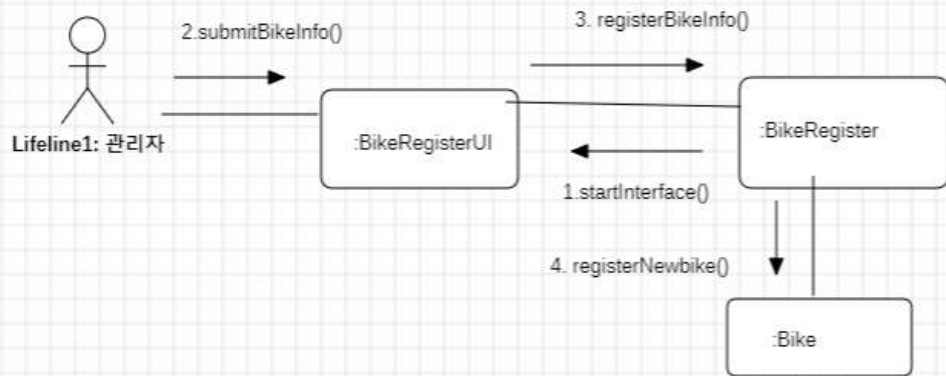 2.submitBikeInfo()
3. registerBikeInfo()
Lifeline1: 관리자
:BikeRegisterUI
:BikeRegister
1.startInterface()
4. registerNewbike()
:Bike